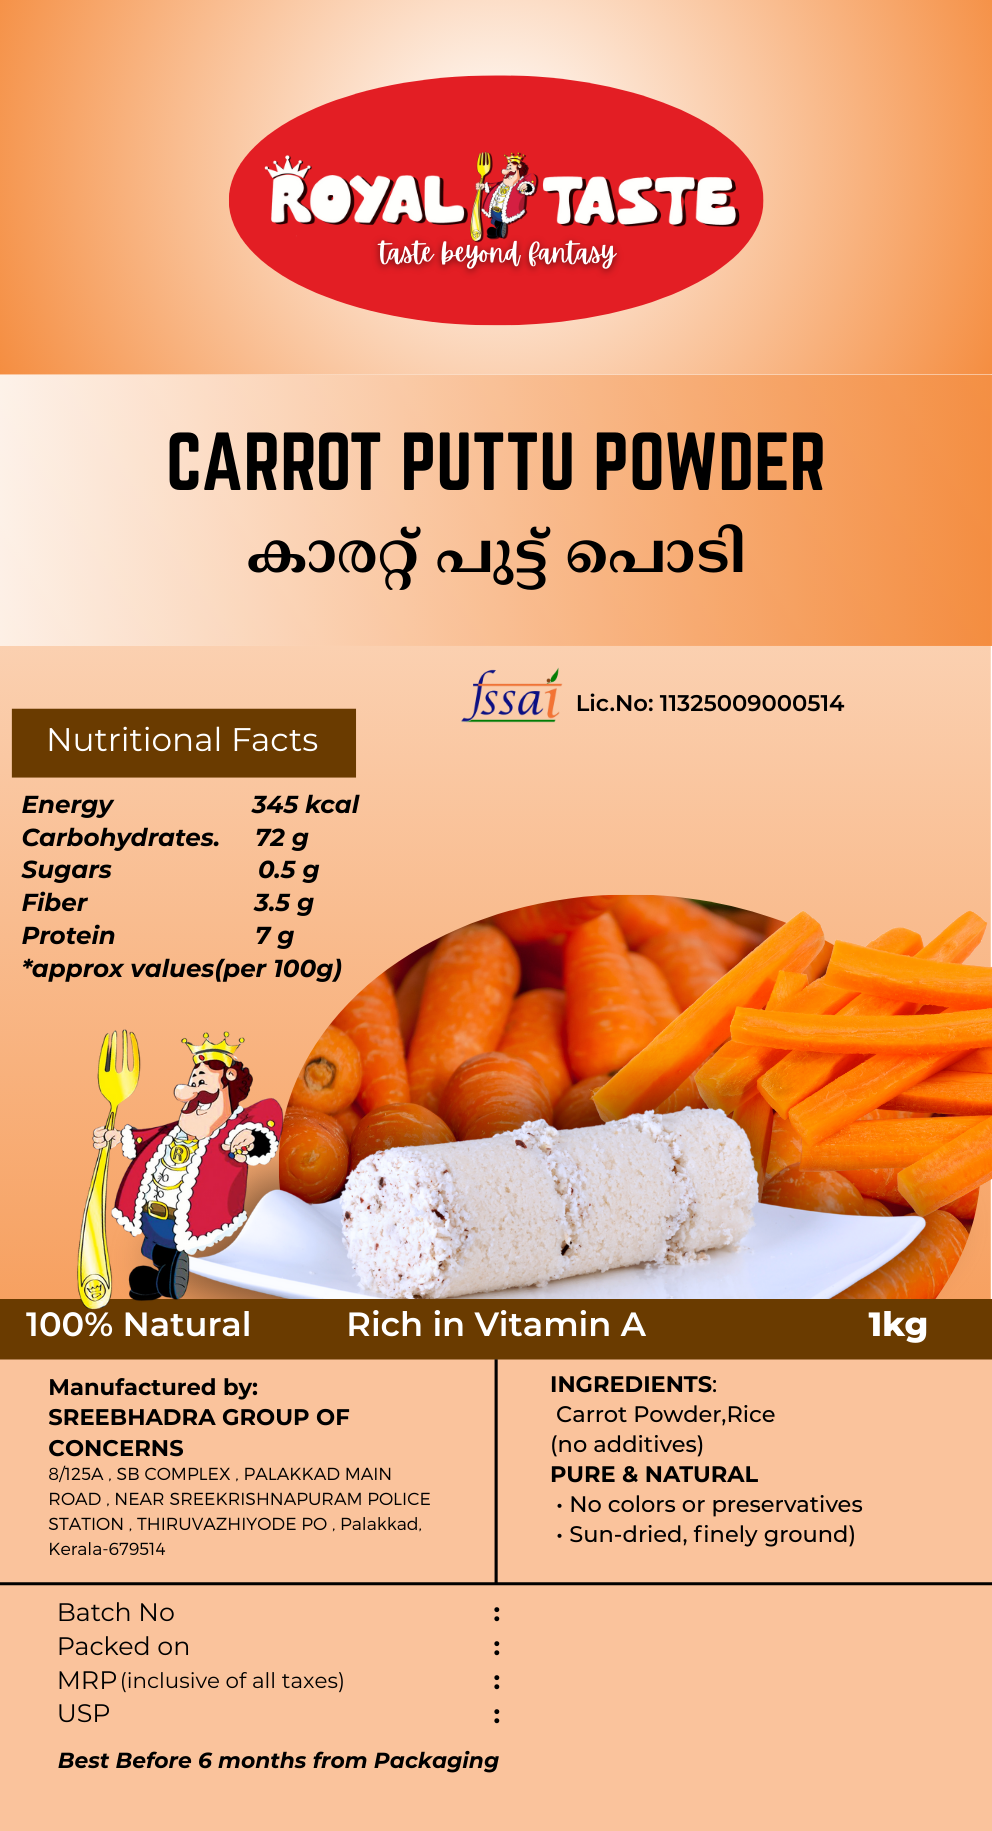 ROYAL TASTE
taste beyond fantasy
CARROT PUTTU POWDER
കാരറ്റ് പുട്ട് പൊടി
fssai Lic.No: 11325009000514
Nutritional Facts
Energy 345 kcal
Carbohydrates. 72 g
Sugars 0.5 g
Fiber 3.5 g
Protein 7 g
*approx values(per 100g)
R
100% Natural Rich in Vitamin A 1kg
Manufactured by:
SREEBHADRA GROUP OF
CONCERNS
8/125A , SB COMPLEX , PALAKKAD MAIN
ROAD , NEAR SREEKRISHNAPURAM POLICE
STATION , THIRUVAZHIYODE PO , Palakkad,
Kerala-679514
INGREDIENTS:
Carrot Powder,Rice
(no additives)
PURE & NATURAL
• No colors or preservatives
• Sun-dried, finely ground)
Batch No :
Packed on :
MRP(inclusive of all taxes) :
USP :
Best Before 6 months from Packaging